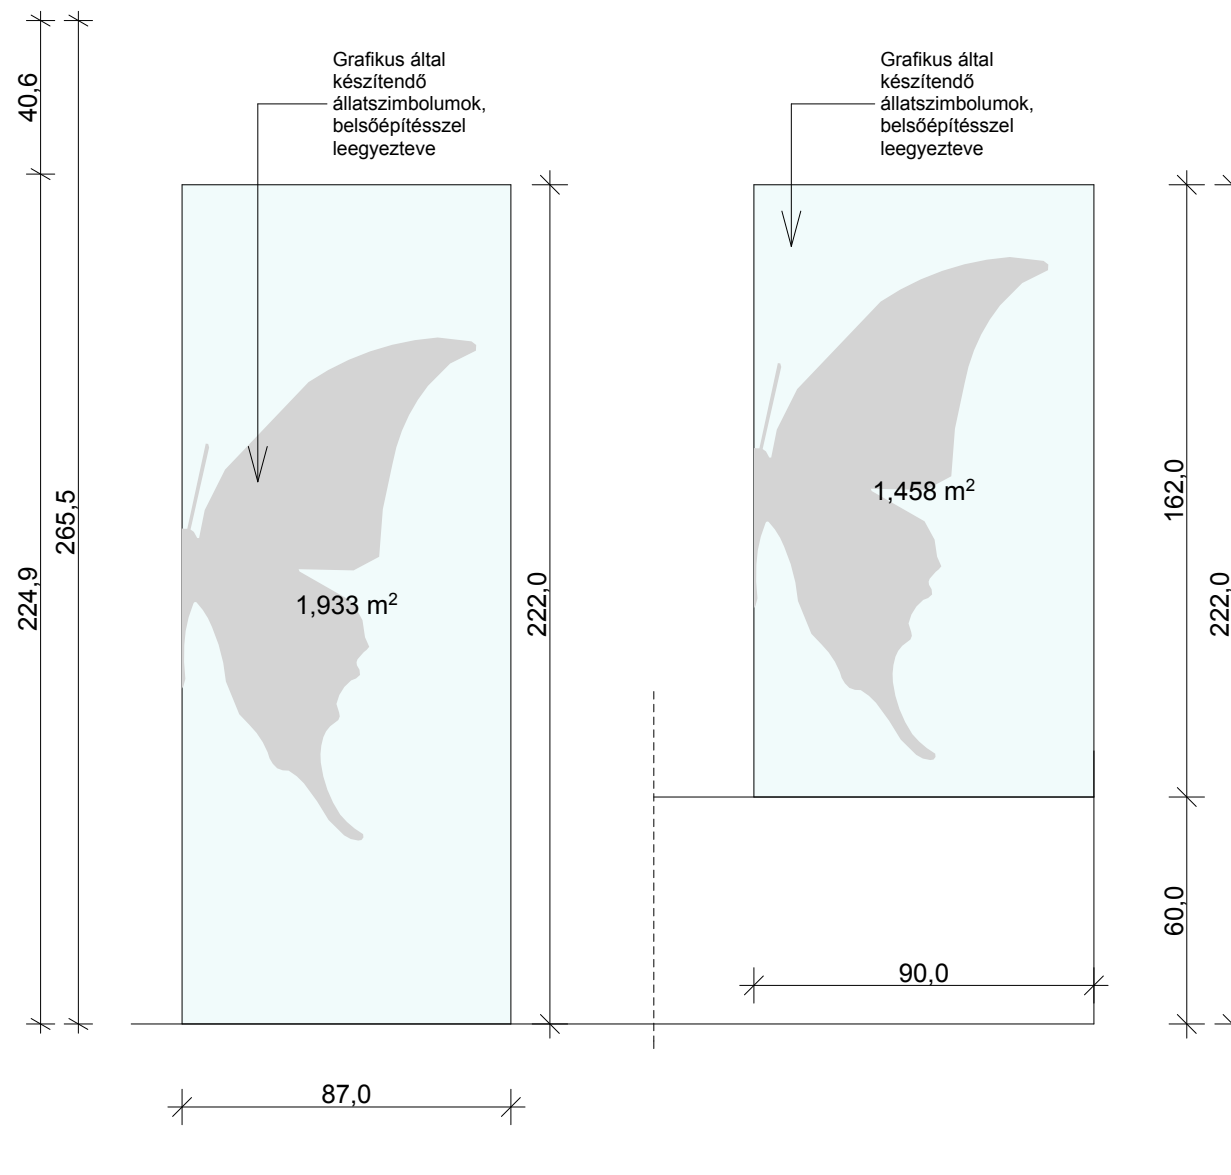 Grafikus által
készítendő
állatszimbolumok,
belsőépítésszel
leegyezteve
Grafikus által
készítendő
állatszimbolumok,
belsőépítésszel
leegyezteve
40,6
224,9
265,5
222,0
1,933 m²
87,0
1,458 m²
162,0
222,0
60,0
90,0